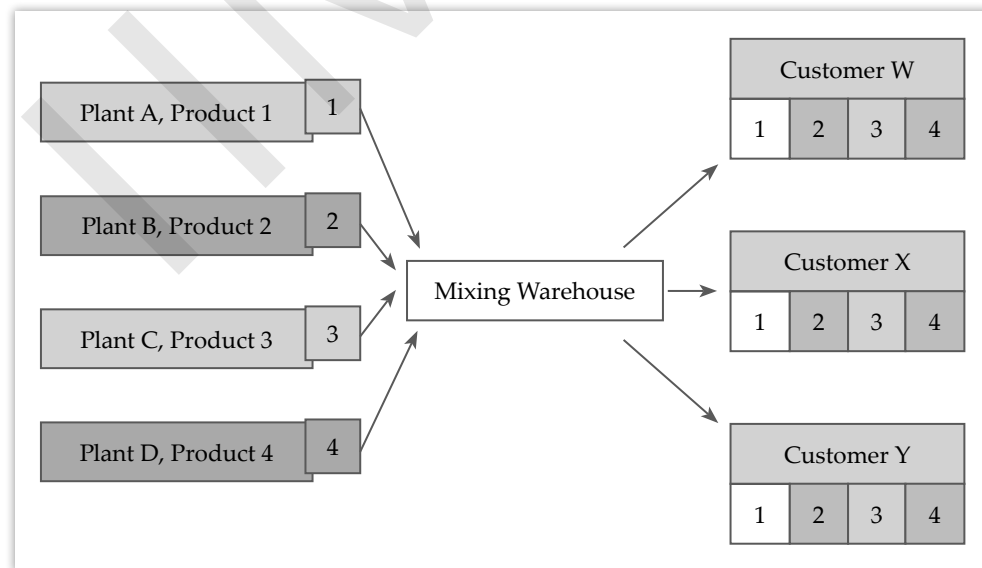 Plant A, Product 1
1
Plant B, Product 2
2
Plant C, Product 3
3
Plant D, Product 4
4
Mixing Warehouse
Customer W
1 2 3 4
Customer X
1 2 3 4
Customer Y
1 2 3 4